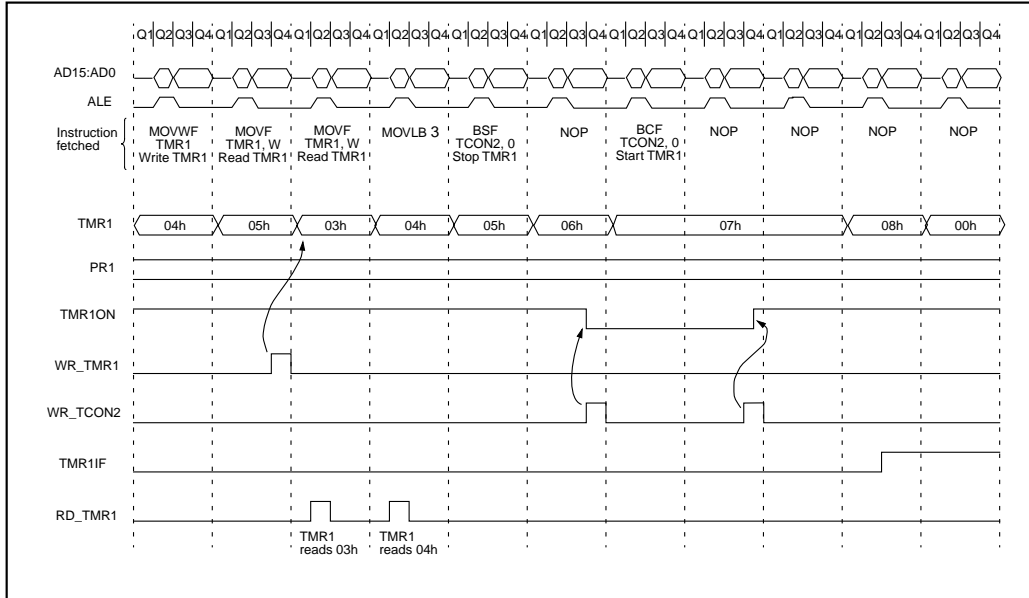 Q1 Q2 Q3 Q4 Q1 Q2 Q3 Q4 Q1 Q2 Q3 Q4 Q1 Q2 Q3 Q4 Q1 Q2 Q3 Q4 Q1 Q2 Q3 Q4 Q1 Q2 Q3 Q4 Q1 Q2 Q3 Q4 Q1 Q2 Q3 Q4 Q1 Q2 Q3 Q4 Q1 Q2 Q3 Q4
AD15:AD0
ALE
Instruction
fetched
MOVWF
TMR1
Write TMR1
MOVF
TMR1, W
Read TMR1
MOVF
TMR1, W
Read TMR1
MOVLB 3
BSF
TCON2, 0
Stop TMR1
NOP
BCF
TCON2, 0
Start TMR1
NOP
NOP
NOP
NOP
TMR1
04h 05h 03h 04h 05h 06h 07h 08h 00h
PR1
TMR1ON
WR_TMR1
WR_TCON2
TMR1IF
RD_TMR1
TMR1
reads 03h
TMR1
reads 04h